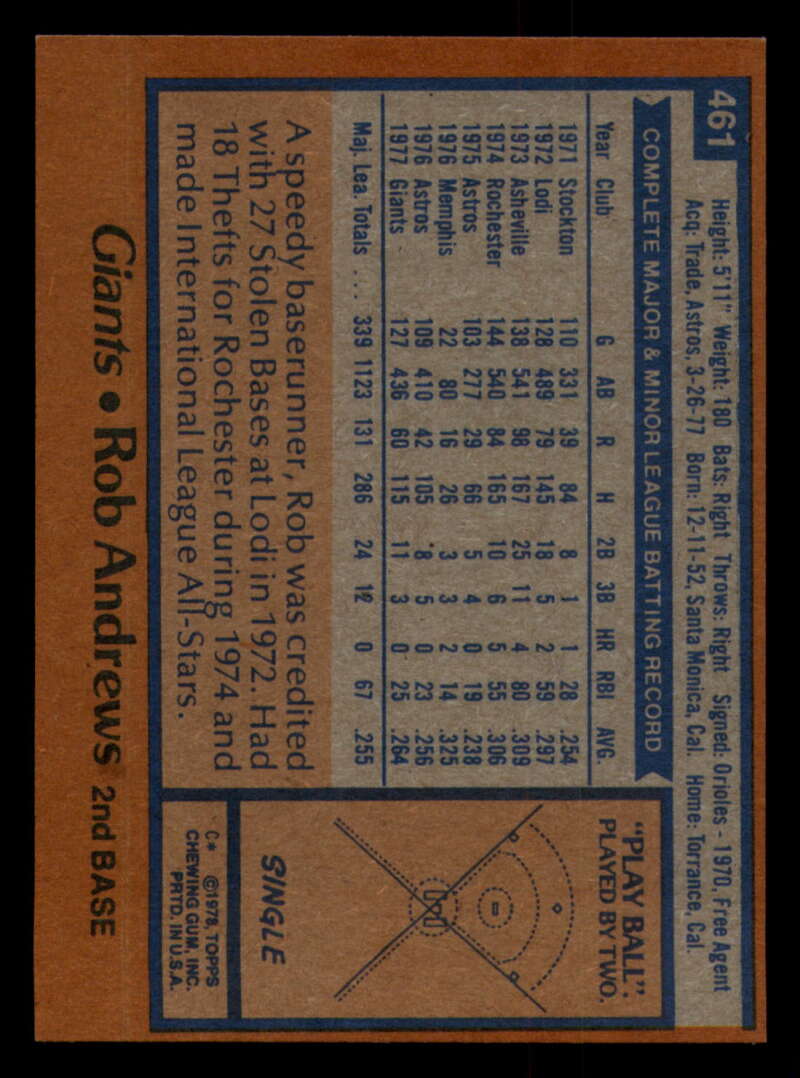 461
Height: 5'11" Weight: 180 Bats: Right Throws: Right Signed: Orioles - 1970, Free Agent
Acq: Trade, Astros, 3-26-77 Born: 12-11-52, Santa Monica, Cal. Home: Torrance, Cal.
COMPLETE MAJOR & MINOR LEAGUE BATTING RECORD
Year Club G AB R H 2B 3B HR RBI AVG.
1971 Stockton 110 331 39 84 8 1 1 28 .254
1972 Lodi 128 489 79 145 18 5 2 59 .297
1973 Asheville 138 541 98 167 25 11 4 80 .309
1974 Rochester 144 540 84 165 10 6 5 55 .306
1975 Astros 103 277 29 66 5 4 0 19 .238
1976 Memphis 22 80 16 26 3 3 2 14 .325
1976 Astros 109 410 42 105 8 5 0 23 .256
1977 Giants 127 436 60 115 11 3 0 25 .264
Maj. Lea. Totals ... 339 1123 131 286 24 12 0 67 .255
A speedy baserunner, Rob was credited
with 27 Stolen Bases at Lodi in 1972. Had
18 Thefts for Rochester during 1974 and
made International League All-Stars.
"PLAY BALL".
PLAYED BY TWO.
SINGLE
C* ©1978, TOPPS
CHEWING GUM, INC.
PRTD. IN U.S.A.
Giants • Rob Andrews 2nd BASE